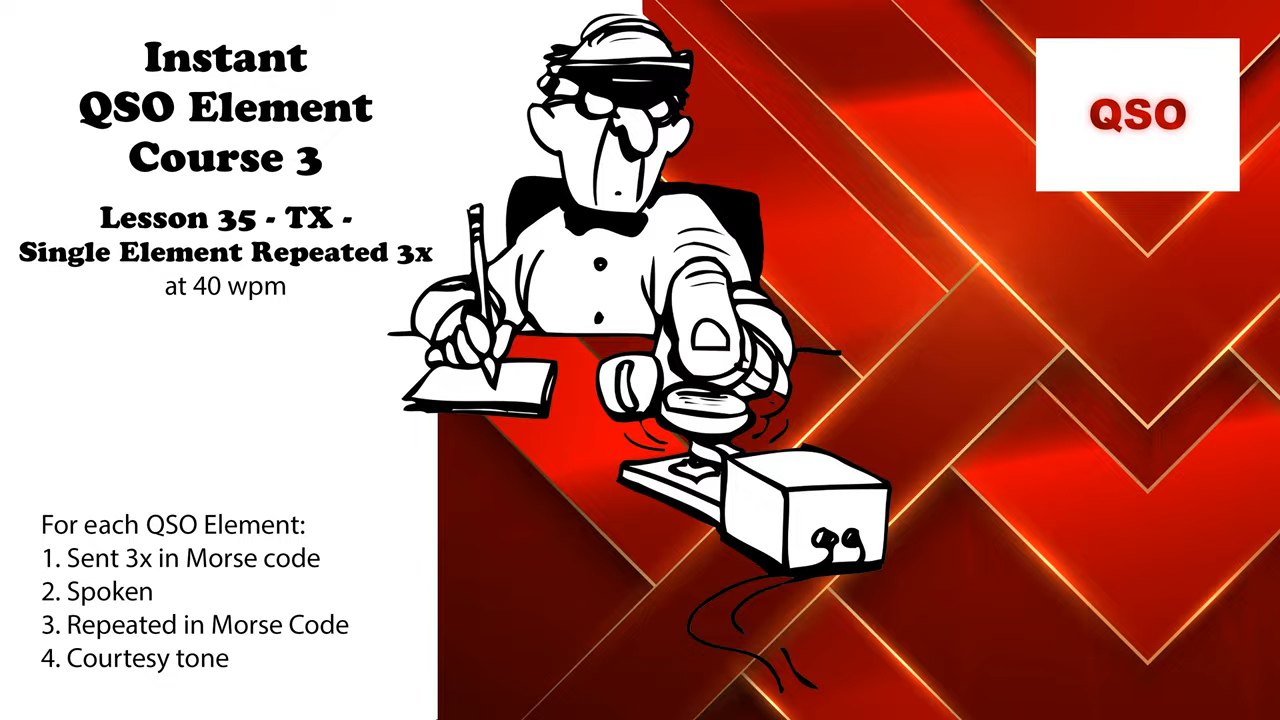 Instant
QSO Element
Course 3
Lesson 35 - TX -
Single Element Repeated 3x
at 40 wpm
QSO
For each QSO Element:
1. Sent 3x in Morse code
2. Spoken
3. Repeated in Morse Code
4. Courtesy tone